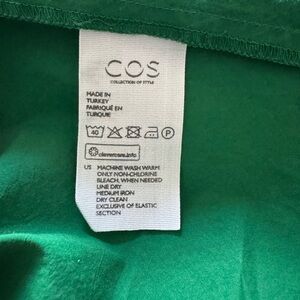 COS
COLLECTION OF STYLE
MADE IN
TURKEY
FABRIQUÉ EN
TURQUIE
40 P
clevercare.info
US MACHINE WASH WARM
ONLY NON-CHLORINE
BLEACH, WHEN NEEDED
LINE DRY
MEDIUM IRON
DRY CLEAN
EXCLUSIVE OF ELASTIC
SECTION